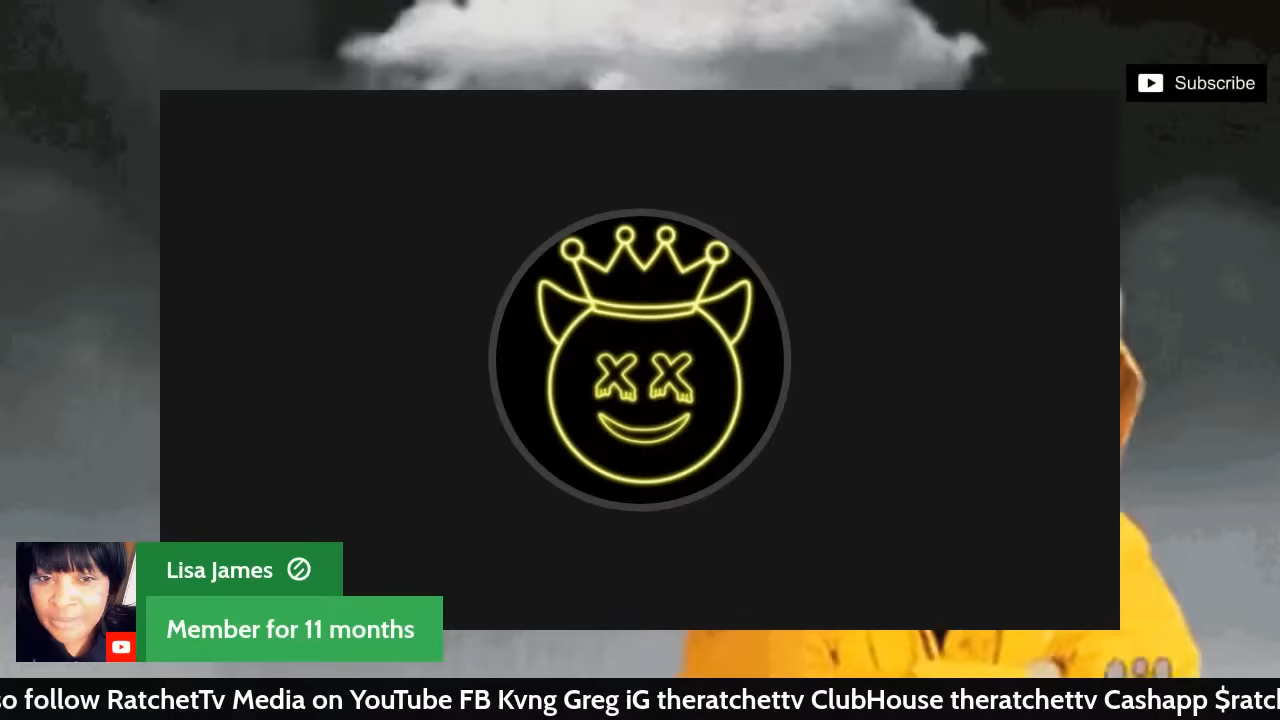 Subscribe
Lisa James
Member for 11 months
so follow RatchetTv Media on YouTube FB Kvng Greg iG theratchettv ClubHouse theratchettv Cashapp $ratc